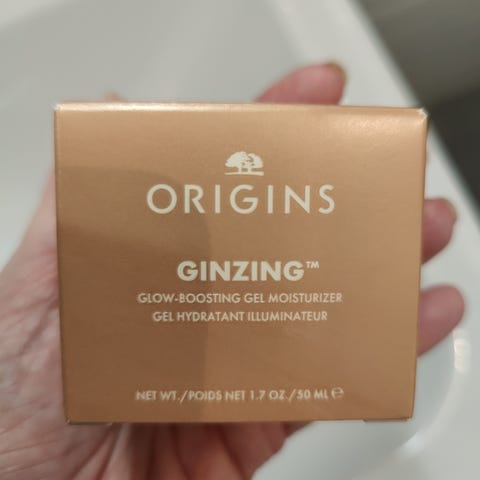 ORIGINS
GINZING™
GLOW-BOOSTING GEL MOISTURIZER
GEL HYDRATANT ILLUMINATEUR
NET WT./POIDS NET 1.7 OZ./50 ML ℮